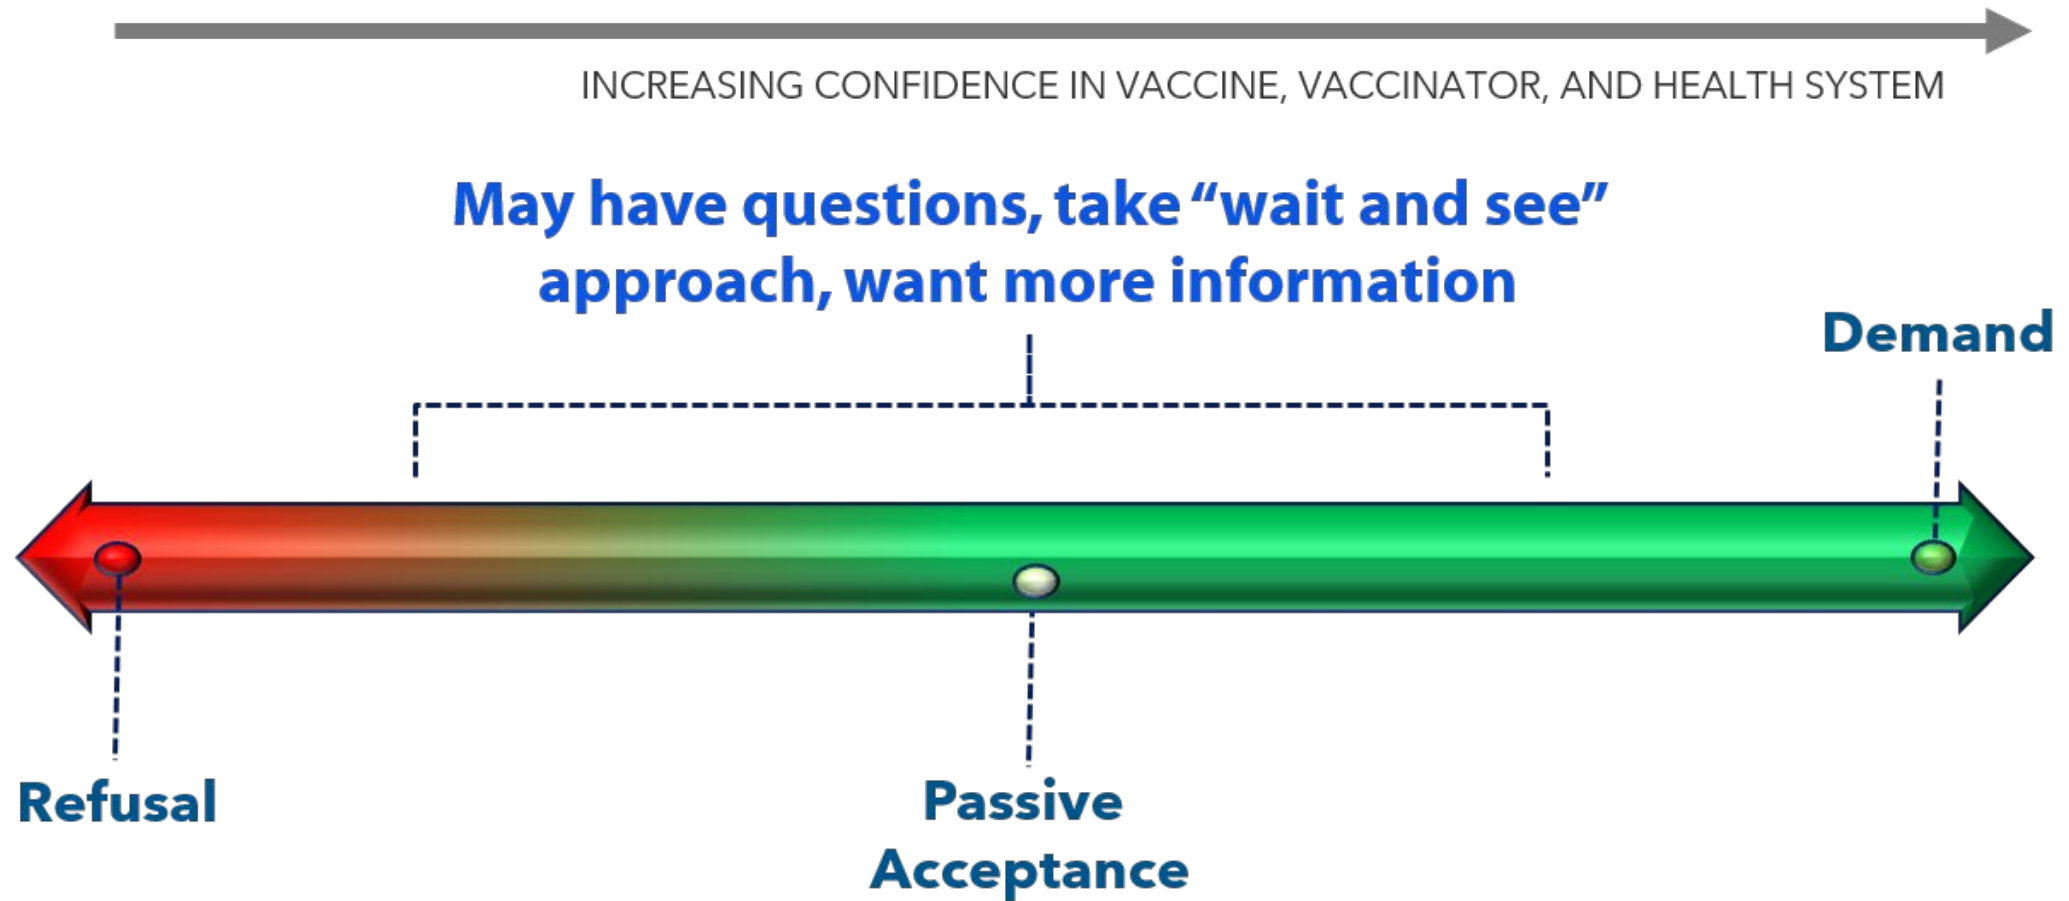 INCREASING CONFIDENCE IN VACCINE, VACCINATOR, AND HEALTH SYSTEM
May have questions, take “wait and see”
approach, want more information
Demand
Refusal
Passive
Acceptance